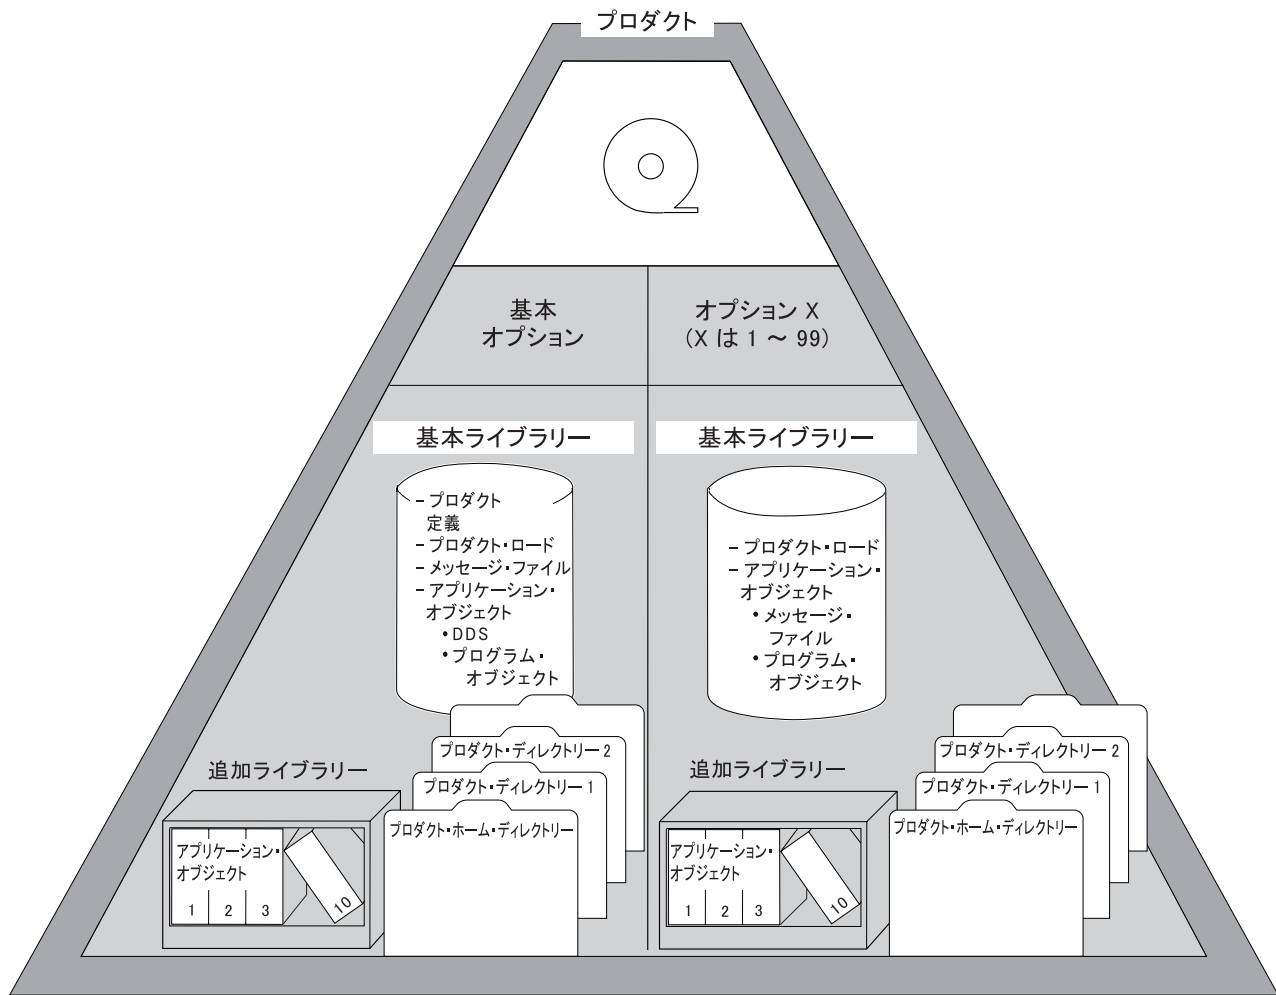 プロダクト
基本
オプション
オプション X
(X は 1 ～ 99)
基本ライブラリー
- プロダクト
定義
- プロダクト・ロード
- メッセージ・ファイル
- アプリケーション・
オブジェクト
• DDS
• プログラム・
オブジェクト
追加ライブラリー
アプリケーション・
オブジェクト
1 2 3 10
プロダクト・ディレクトリー 2
プロダクト・ディレクトリー 1
プロダクト・ホーム・ディレクトリー
基本ライブラリー
- プロダクト・ロード
- アプリケーション・
オブジェクト
• メッセージ・
ファイル
• プログラム・
オブジェクト
追加ライブラリー
アプリケーション・
オブジェクト
1 2 3 10
プロダクト・ディレクトリー 2
プロダクト・ディレクトリー 1
プロダクト・ホーム・ディレクトリー